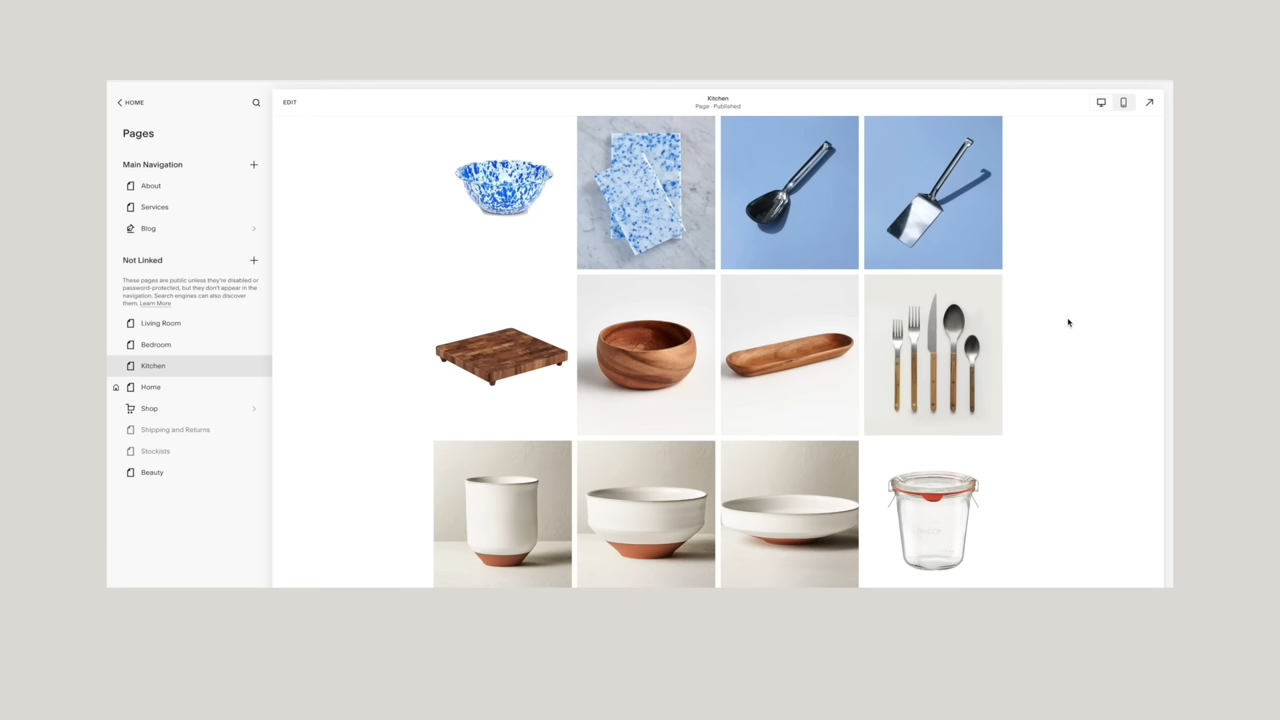 HOME
EDIT
Kitchen
Page · Published
Pages
Main Navigation
About
Services
Blog
Not Linked
These pages are public unless they're disabled or
password-protected, but they don't appear in the
navigation. Search engines can also discover
them. Learn More
Living Room
Bedroom
Kitchen
Home
Shop
Shipping and Returns
Stockists
Beauty